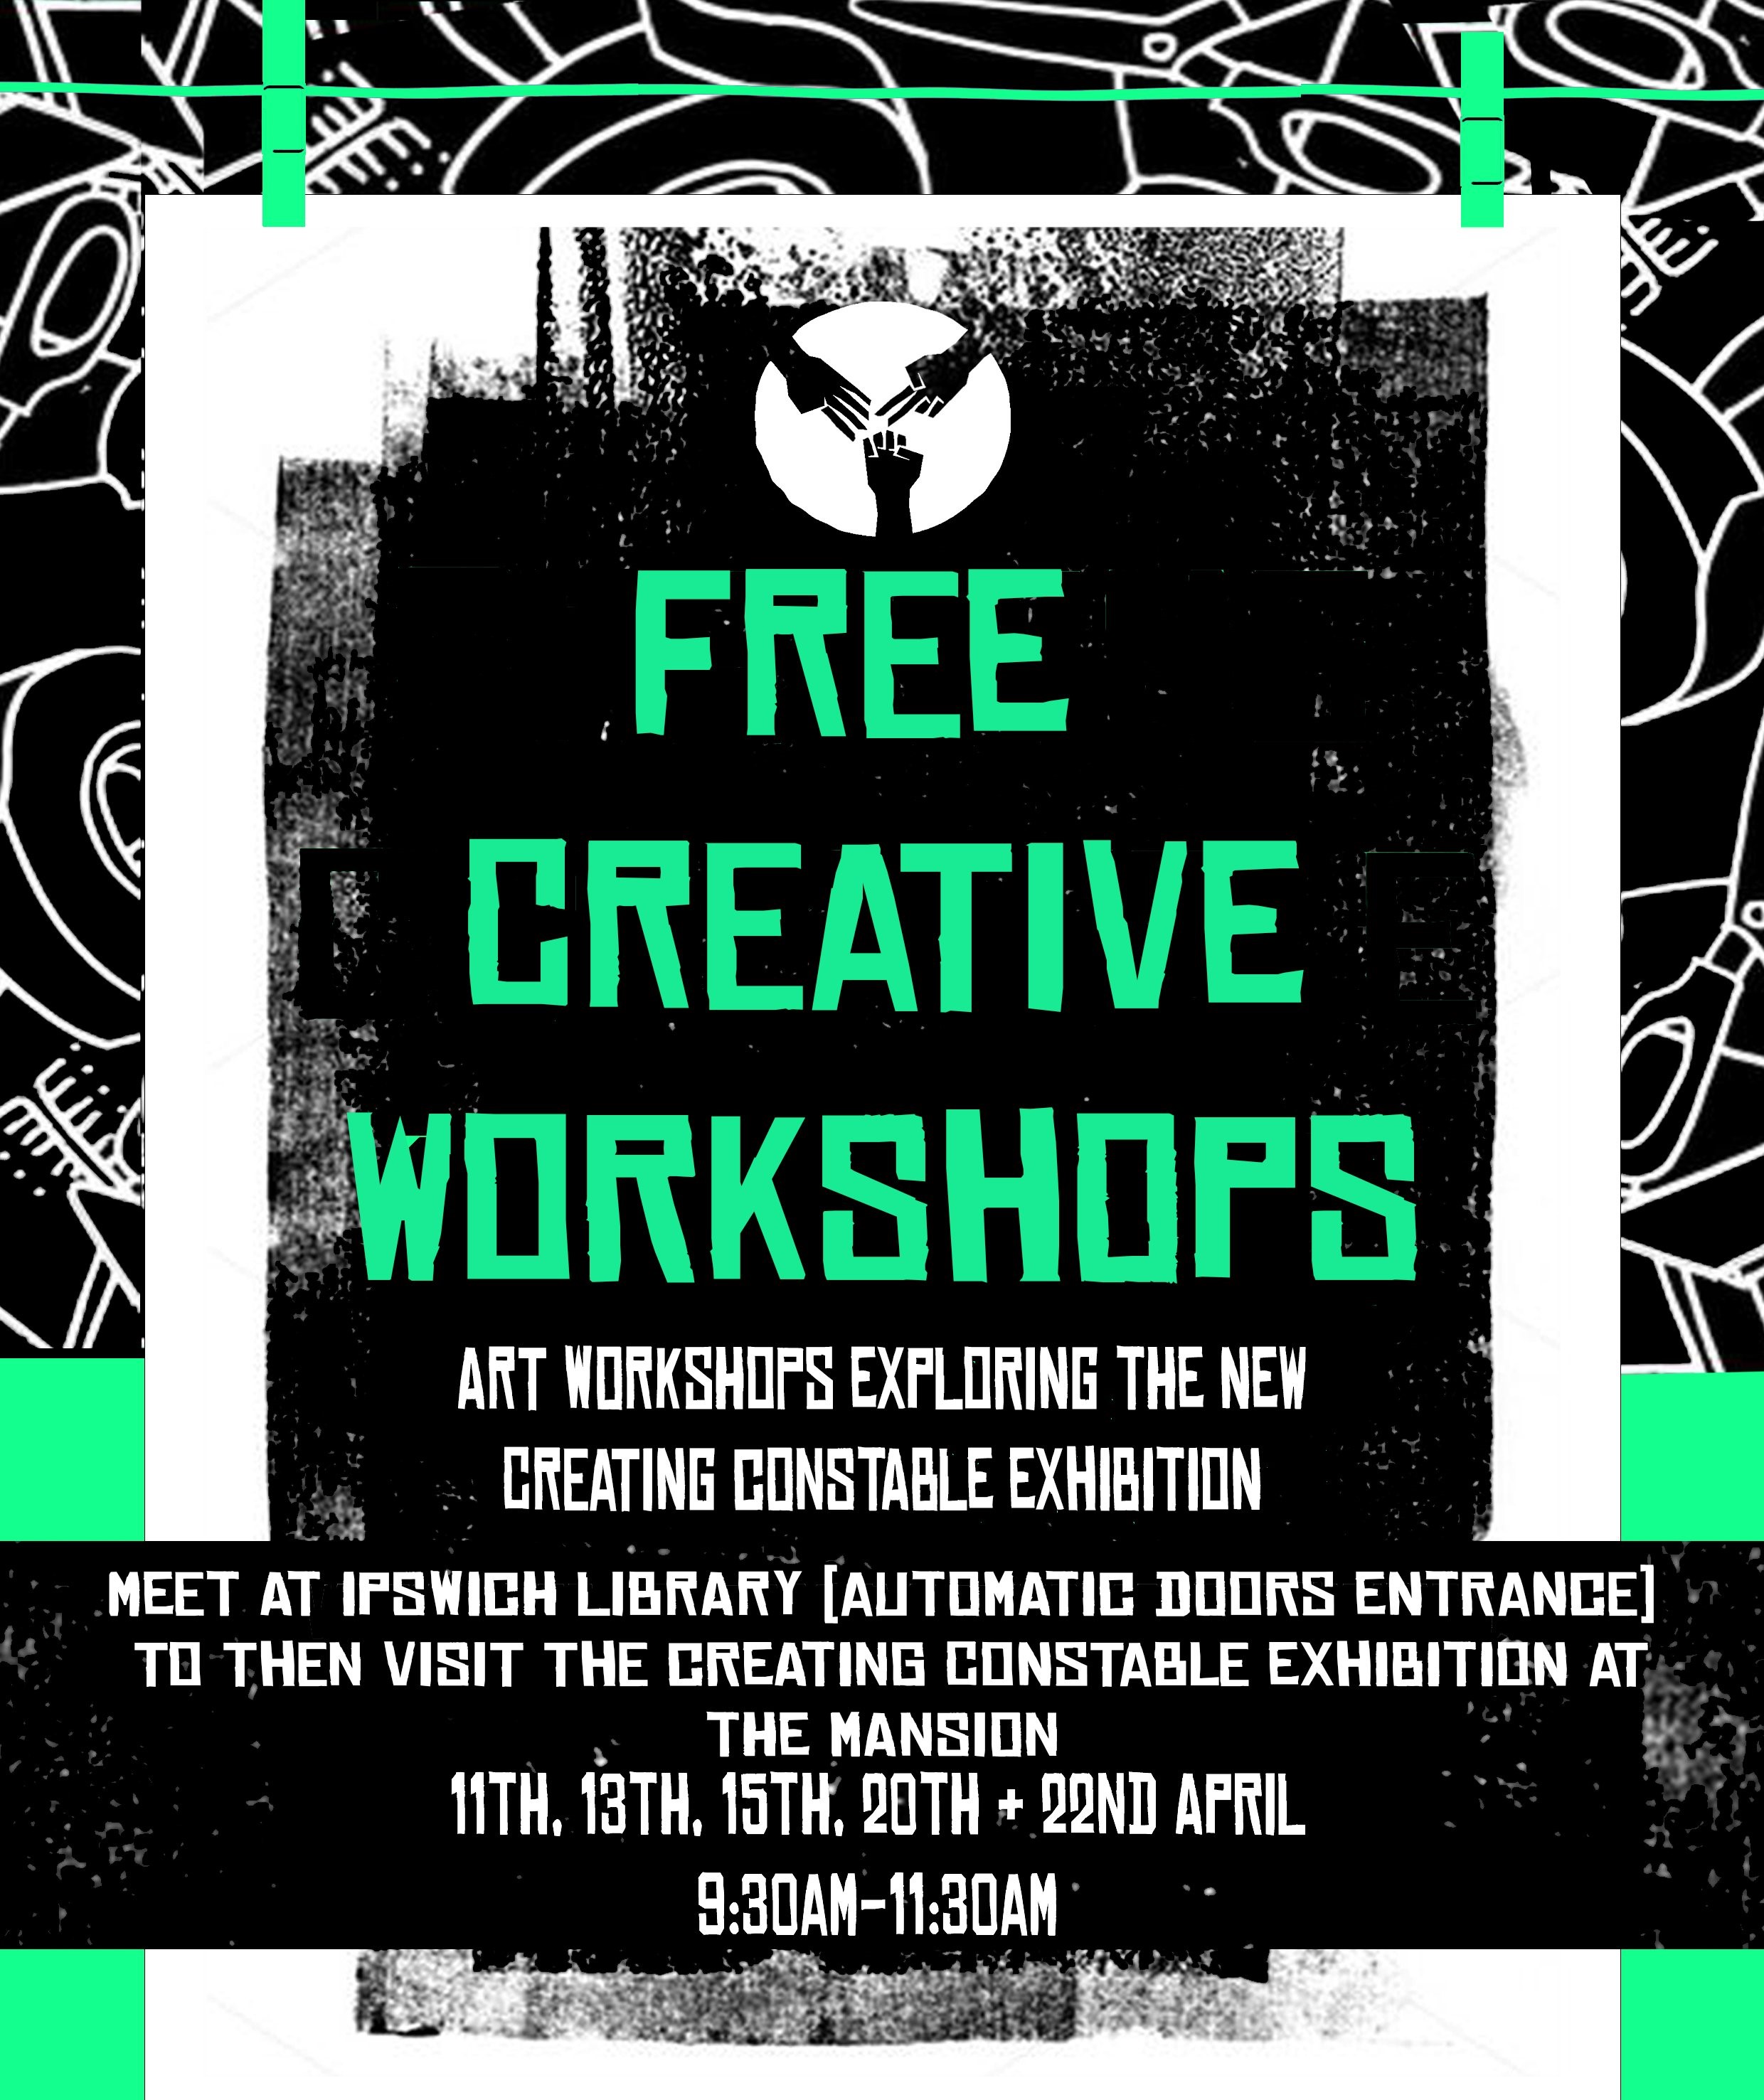 FREE
CREATIVE
WORKSHOPS
ART WORKSHOPS EXPLORING THE NEW
CREATING CONSTABLE EXHIBITION
MEET AT IPSWICH LIBRARY [AUTOMATIC DOORS ENTRANCE]
TO THEN VISIT THE CREATING CONSTABLE EXHIBITION AT
THE MANSION
11TH, 13TH, 15TH, 20TH + 22ND APRIL
9:30AM-11:30AM